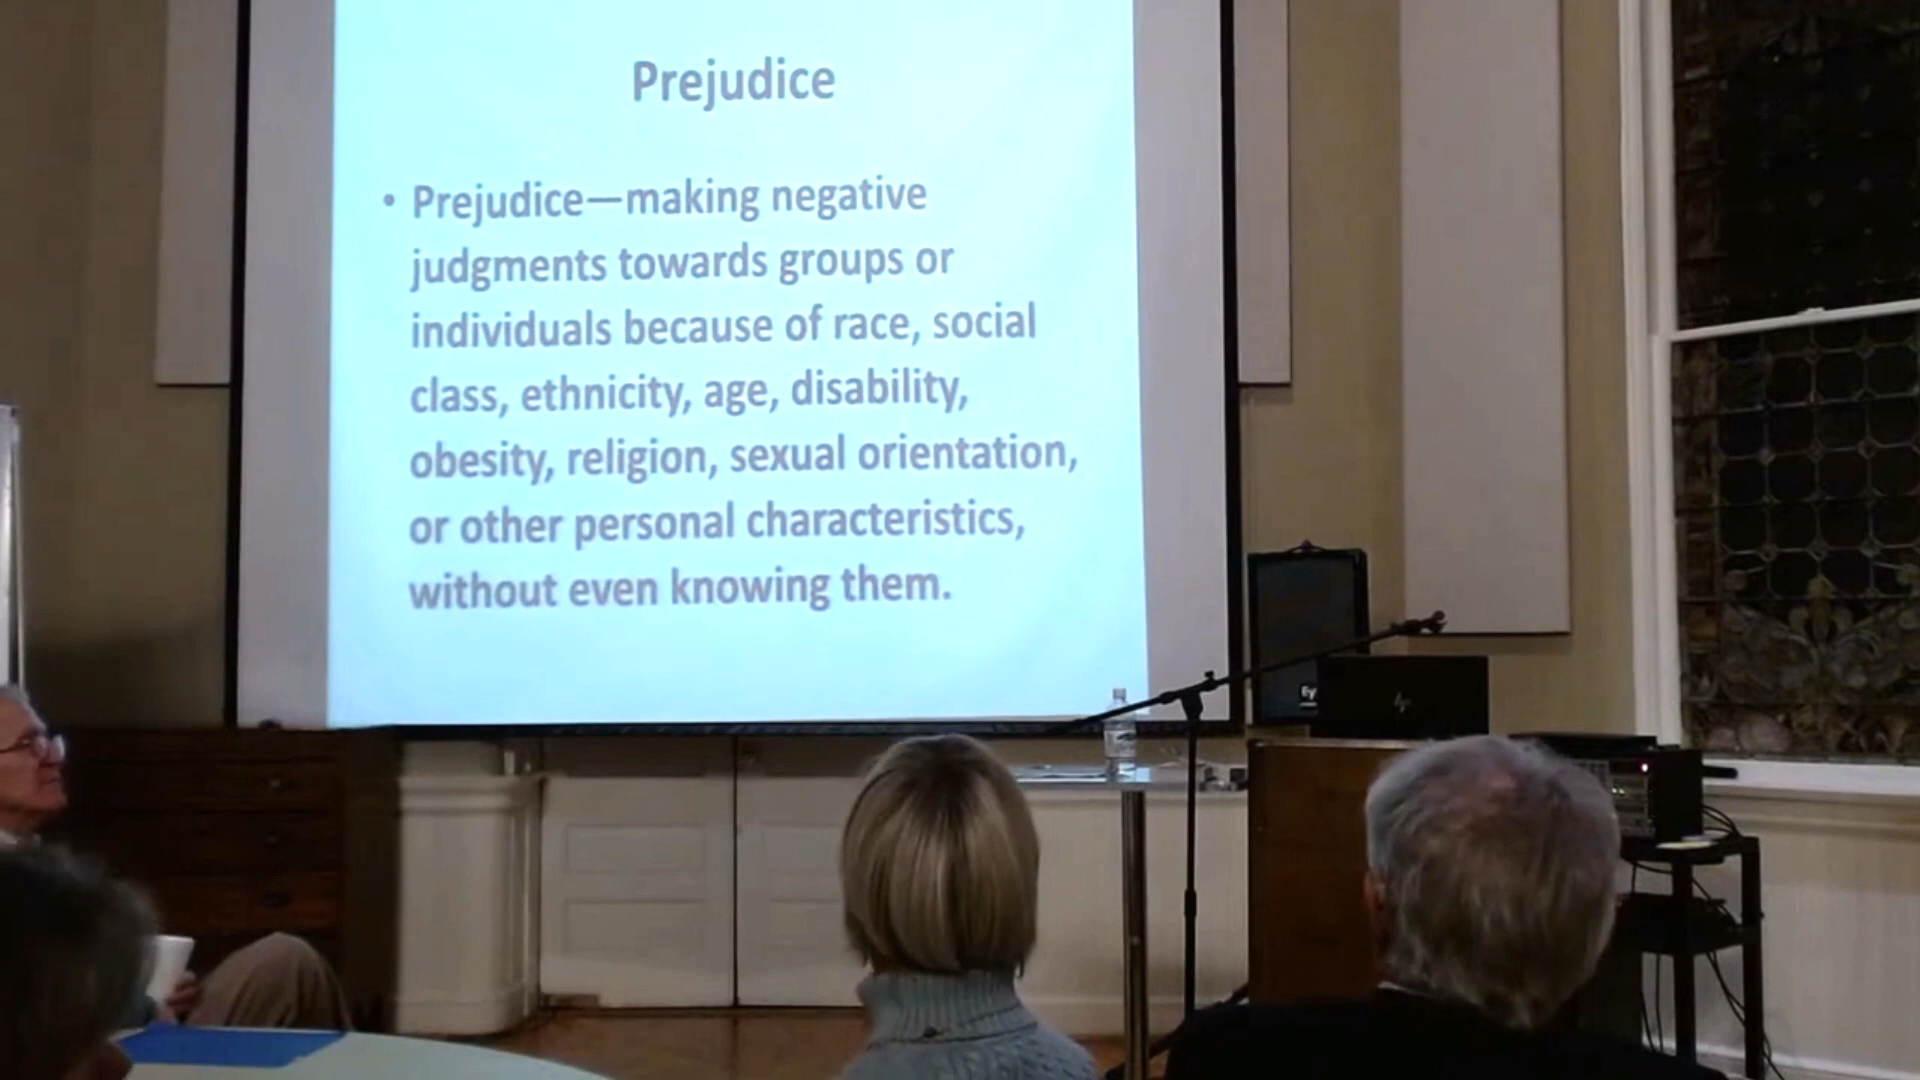 Prejudice
• Prejudice—making negative
judgments towards groups or
individuals because of race, social
class, ethnicity, age, disability,
obesity, religion, sexual orientation,
or other personal characteristics,
without even knowing them.
hp